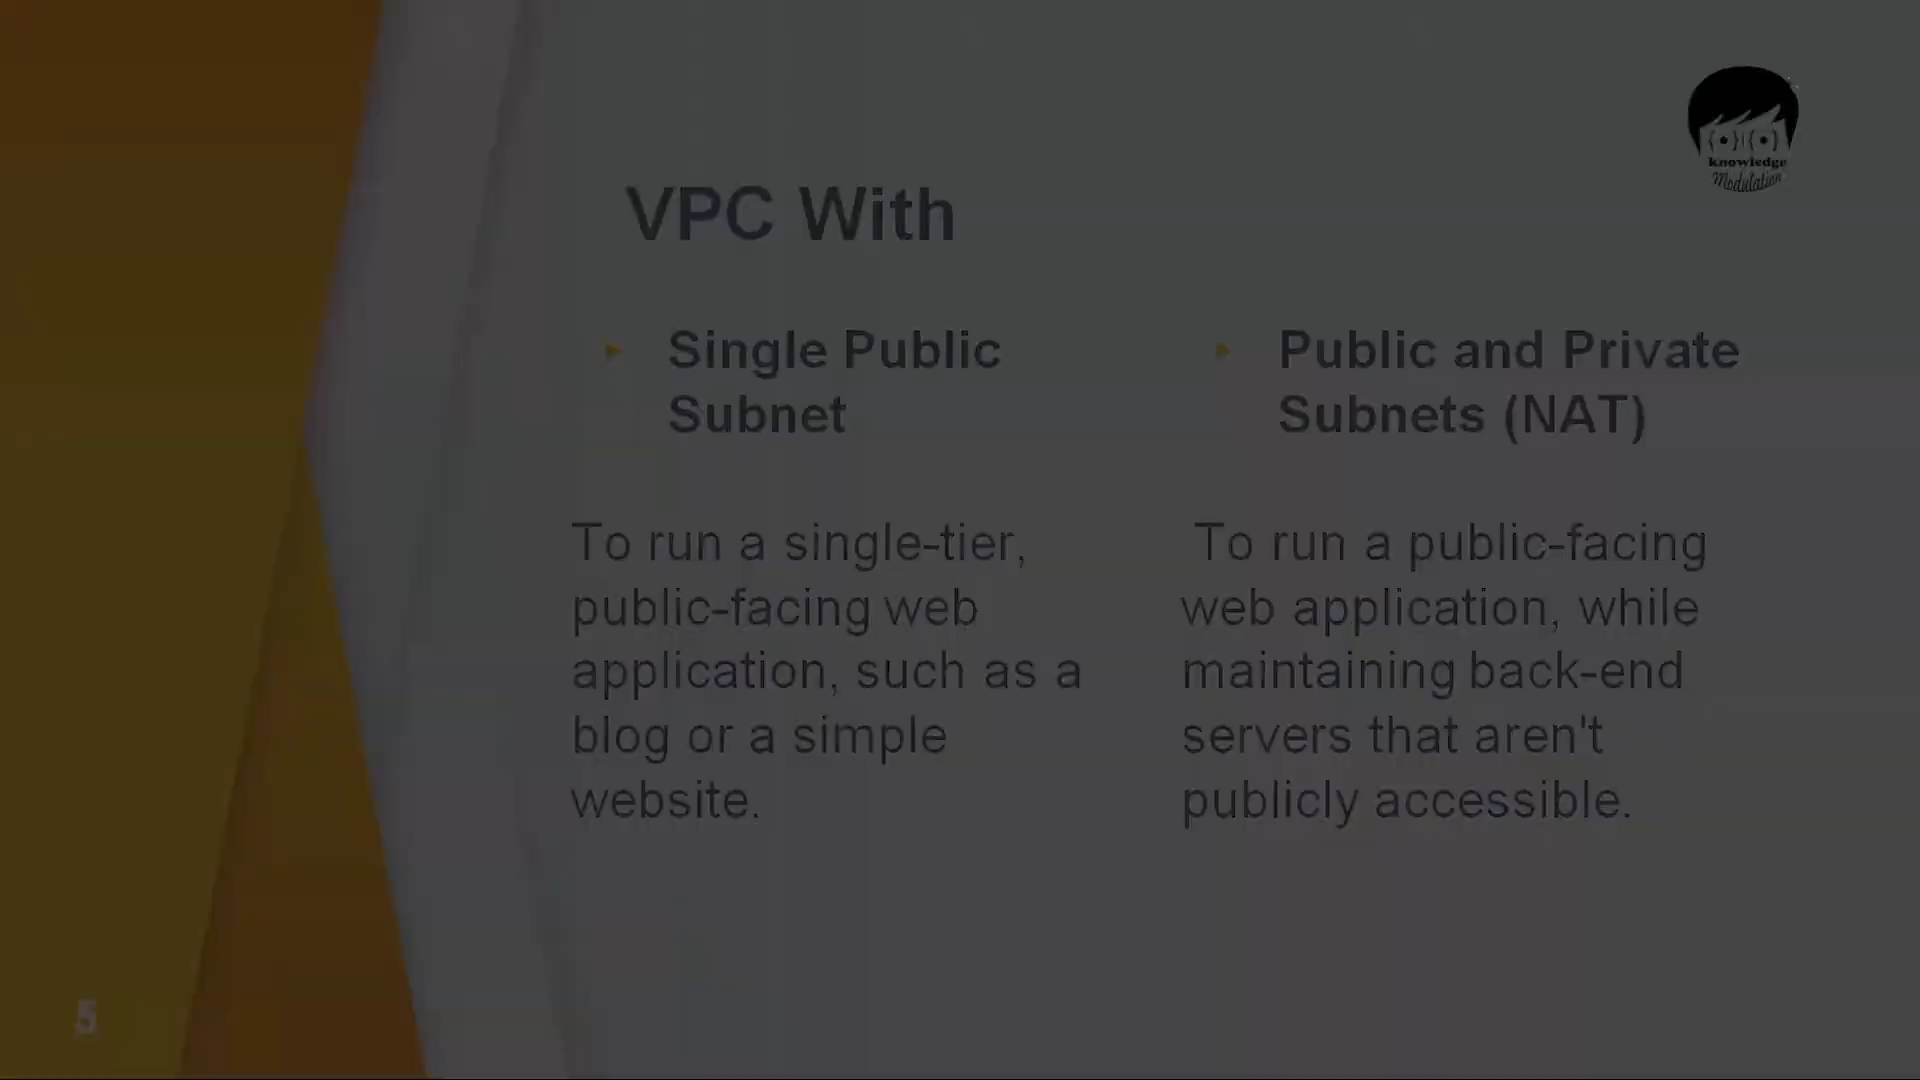 knowledge
Modulation
VPC With
Single Public
Subnet
To run a single-tier,
public-facing web
application, such as a
blog or a simple
website.
Public and Private
Subnets (NAT)
To run a public-facing
web application, while
maintaining back-end
servers that aren't
publicly accessible.
5